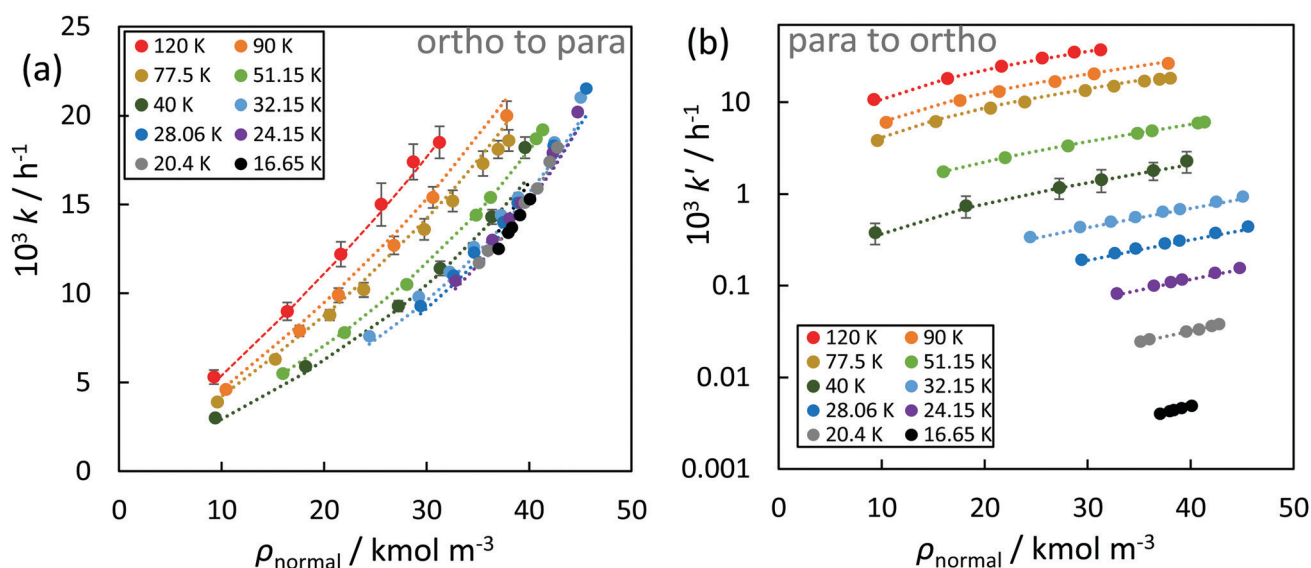 (a)
ortho to para
10³ k / h⁻¹
25
20
15
10
5
0
120 K 90 K
77.5 K 51.15 K
40 K 32.15 K
28.06 K 24.15 K
20.4 K 16.65 K
0 10 20 30 40 50
ρnormal / kmol m⁻³
(b)
para to ortho
10³ k′ / h⁻¹
10
1
0.1
0.01
0.001
120 K 90 K
77.5 K 51.15 K
40 K 32.15 K
28.06 K 24.15 K
20.4 K 16.65 K
0 10 20 30 40 50
ρnormal / kmol m⁻³